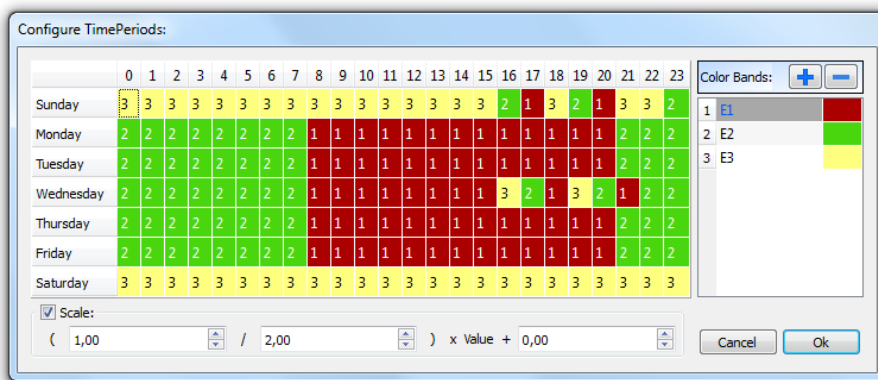 Configure TimePeriods:
0 1 2 3 4 5 6 7 8 9 10 11 12 13 14 15 16 17 18 19 20 21 22 23
Color Bands:
Sunday 3 3 3 3 3 3 3 3 3 3 3 3 3 3 3 3 2 1 3 2 1 3 3 2
1 E1
Monday 2 2 2 2 2 2 2 2 1 1 1 1 1 1 1 1 1 1 1 1 1 2 2 2
2 E2
Tuesday 2 2 2 2 2 2 2 2 1 1 1 1 1 1 1 1 1 1 1 1 1 2 2 2
3 E3
Wednesday 2 2 2 2 2 2 2 2 1 1 1 1 1 1 1 1 3 2 1 3 2 1 2 2
Thursday 2 2 2 2 2 2 2 2 1 1 1 1 1 1 1 1 1 1 1 1 1 2 2 2
Friday 2 2 2 2 2 2 2 2 1 1 1 1 1 1 1 1 1 1 1 1 1 2 2 2
Saturday 3 3 3 3 3 3 3 3 3 3 3 3 3 3 3 3 3 3 3 3 3 3 3 3
Scale:
( 1,00 / 2,00 ) x Value + 0,00
Cancel Ok